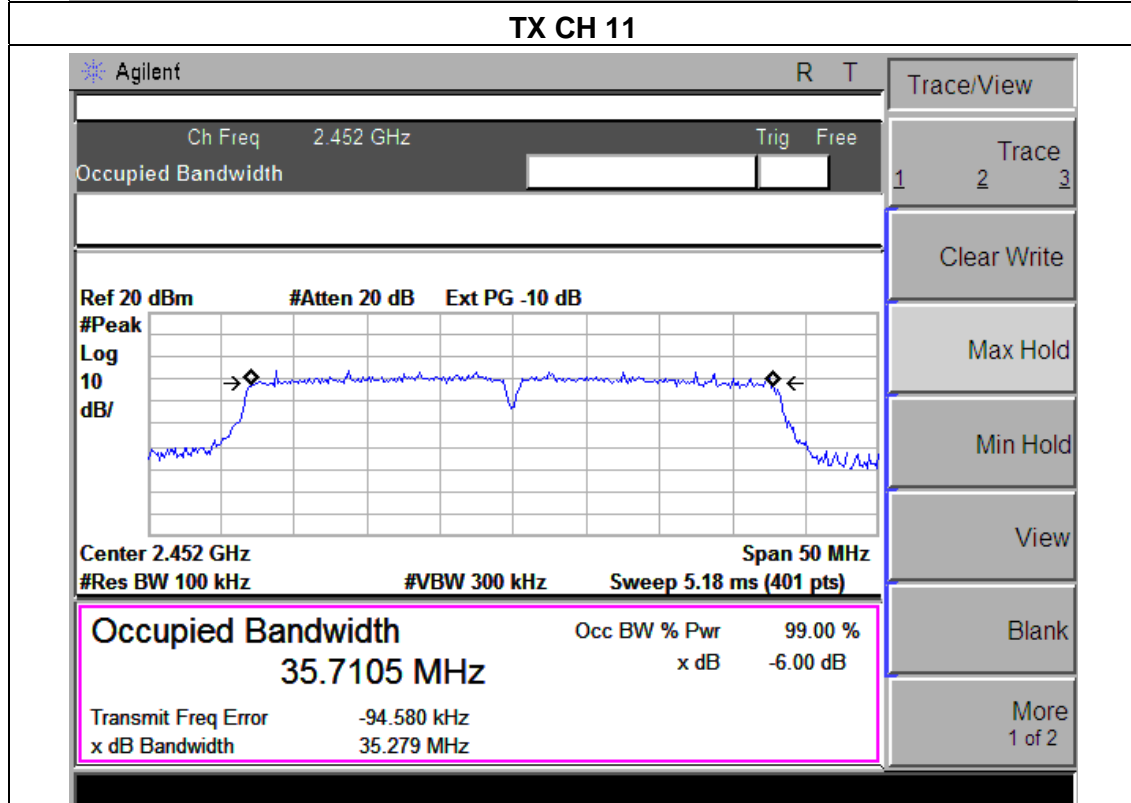 TX CH 11
Agilent R T
Trace/View
Ch Freq 2.452 GHz Trig Free
Occupied Bandwidth
Trace
1 2 3
Clear Write
Max Hold
Min Hold
View
Blank
More
1 of 2
Ref 20 dBm #Atten 20 dB Ext PG -10 dB
#Peak
Log
10
dB/
Center 2.452 GHz Span 50 MHz
#Res BW 100 kHz #VBW 300 kHz Sweep 5.18 ms (401 pts)
Occupied Bandwidth
35.7105 MHz
Occ BW % Pwr 99.00 %
x dB -6.00 dB
Transmit Freq Error -94.580 kHz
x dB Bandwidth 35.279 MHz